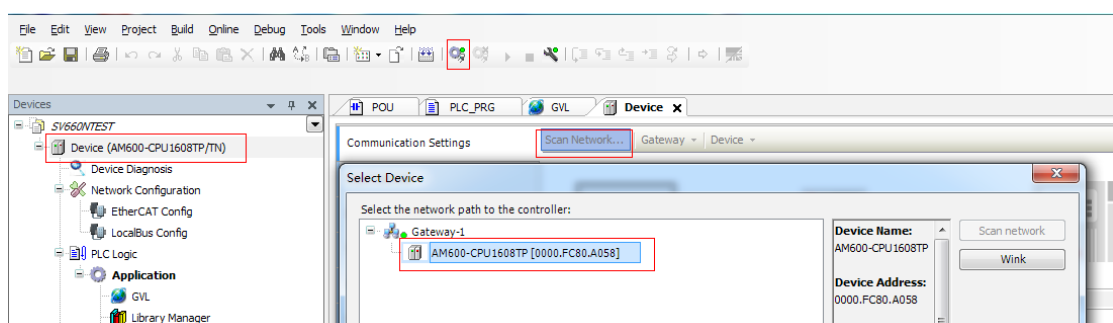 File Edit View Project Build Online Debug Tools Window Help
Devices
SV660NTEST
Device (AM600-CPU1608TP/TN)
Device Diagnosis
Network Configuration
EtherCAT Config
LocalBus Config
PLC Logic
Application
GVL
Library Manager
POU PLC_PRG GVL Device
Communication Settings
Scan Network... Gateway Device
Select Device
Select the network path to the controller:
Gateway-1
AM600-CPU1608TP [0000.FC80.A058]
Device Name:
AM600-CPU1608TP
Device Address:
0000.FC80.A058
Scan network
Wink